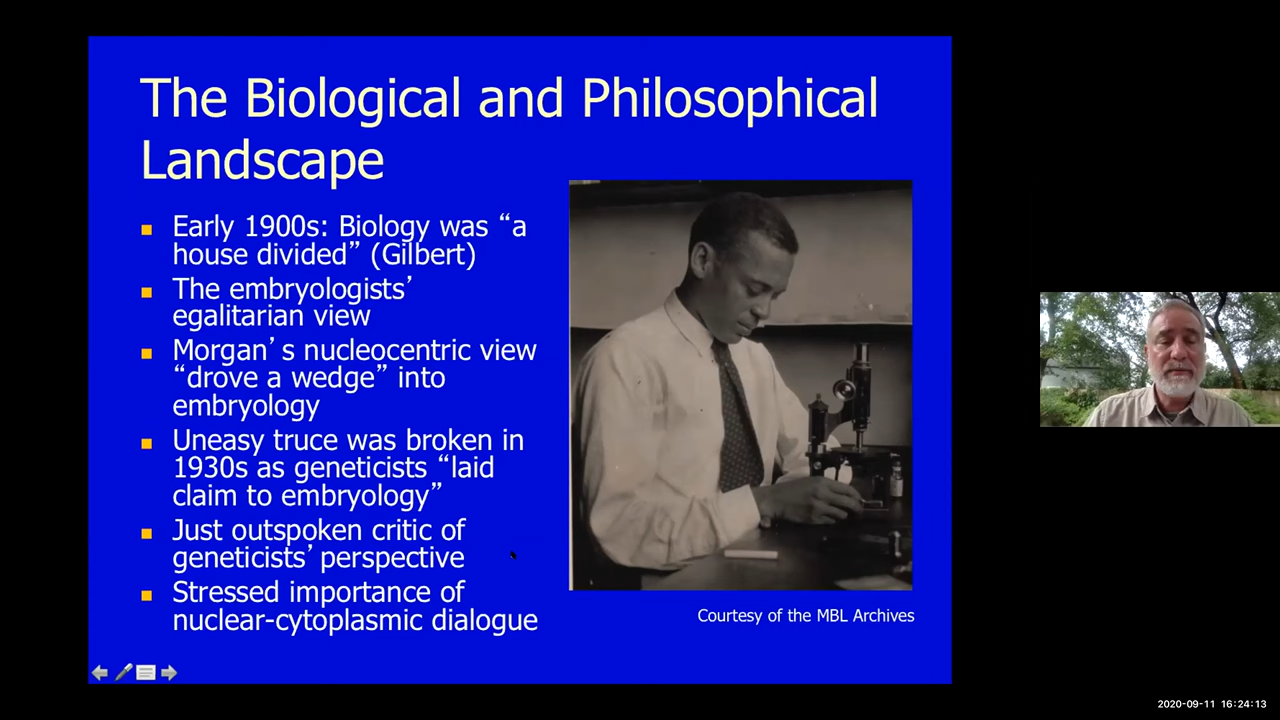 The Biological and Philosophical
Landscape
Early 1900s: Biology was “a
house divided” (Gilbert)
The embryologists’
egalitarian view
Morgan’s nucleocentric view
“drove a wedge” into
embryology
Uneasy truce was broken in
1930s as geneticists “laid
claim to embryology”
Just outspoken critic of
geneticists’ perspective
Stressed importance of
nuclear-cytoplasmic dialogue
Courtesy of the MBL Archives
2020-09-11 16:24:13